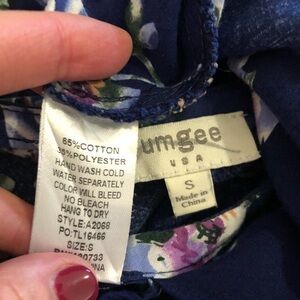 65%COTTON
35%POLYESTER
HAND WASH COLD
WATER SEPARATELY
COLOR WILL BLEED
NO BLEACH
HANG TO DRY
STYLE:A2068
PO:TL16466
SIZE:S
umgee
USA
S
Made in
China